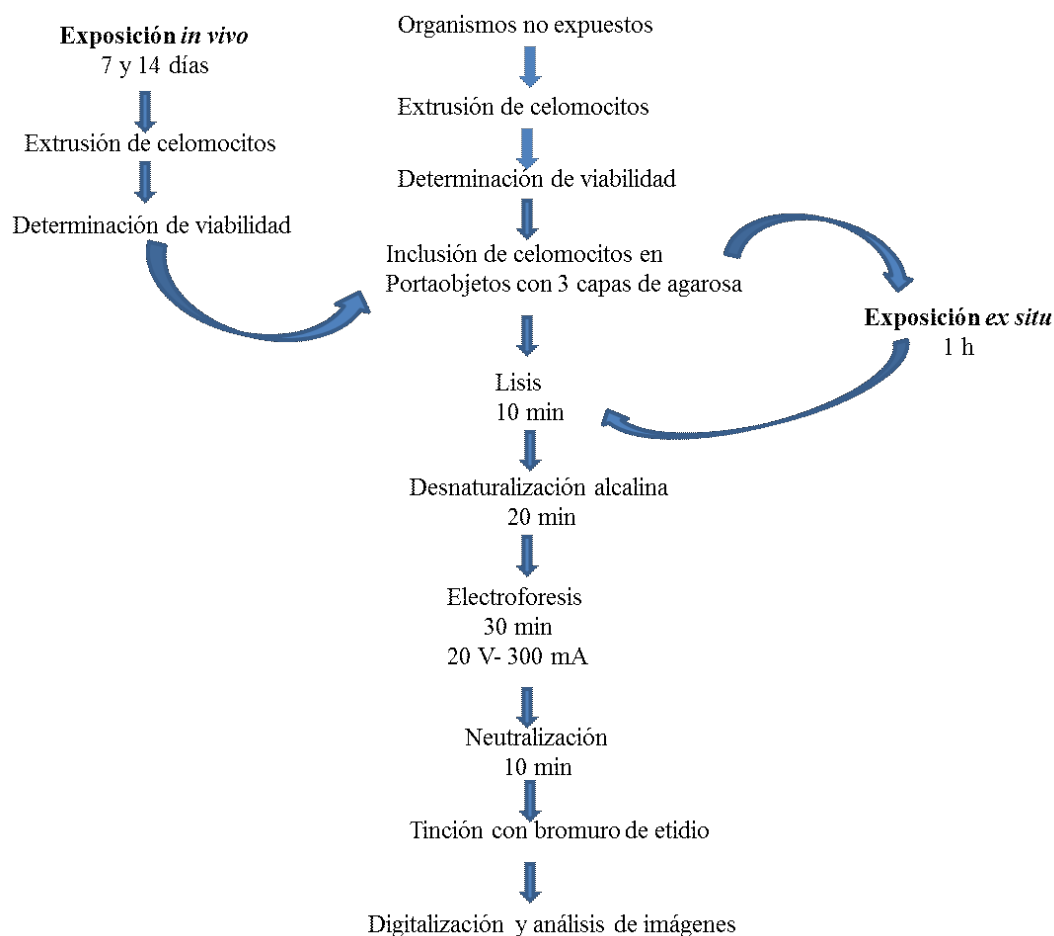 Exposición in vivo
7 y 14 días
Extrusión de celomocitos
Determinación de viabilidad
Organismos no expuestos
Extrusión de celomocitos
Determinación de viabilidad
Inclusión de celomocitos en
Portaobjetos con 3 capas de agarosa
Exposición ex situ
1 h
Lisis
10 min
Desnaturalización alcalina
20 min
Electroforesis
30 min
20 V- 300 mA
Neutralización
10 min
Tinción con bromuro de etidio
Digitalización y análisis de imágenes